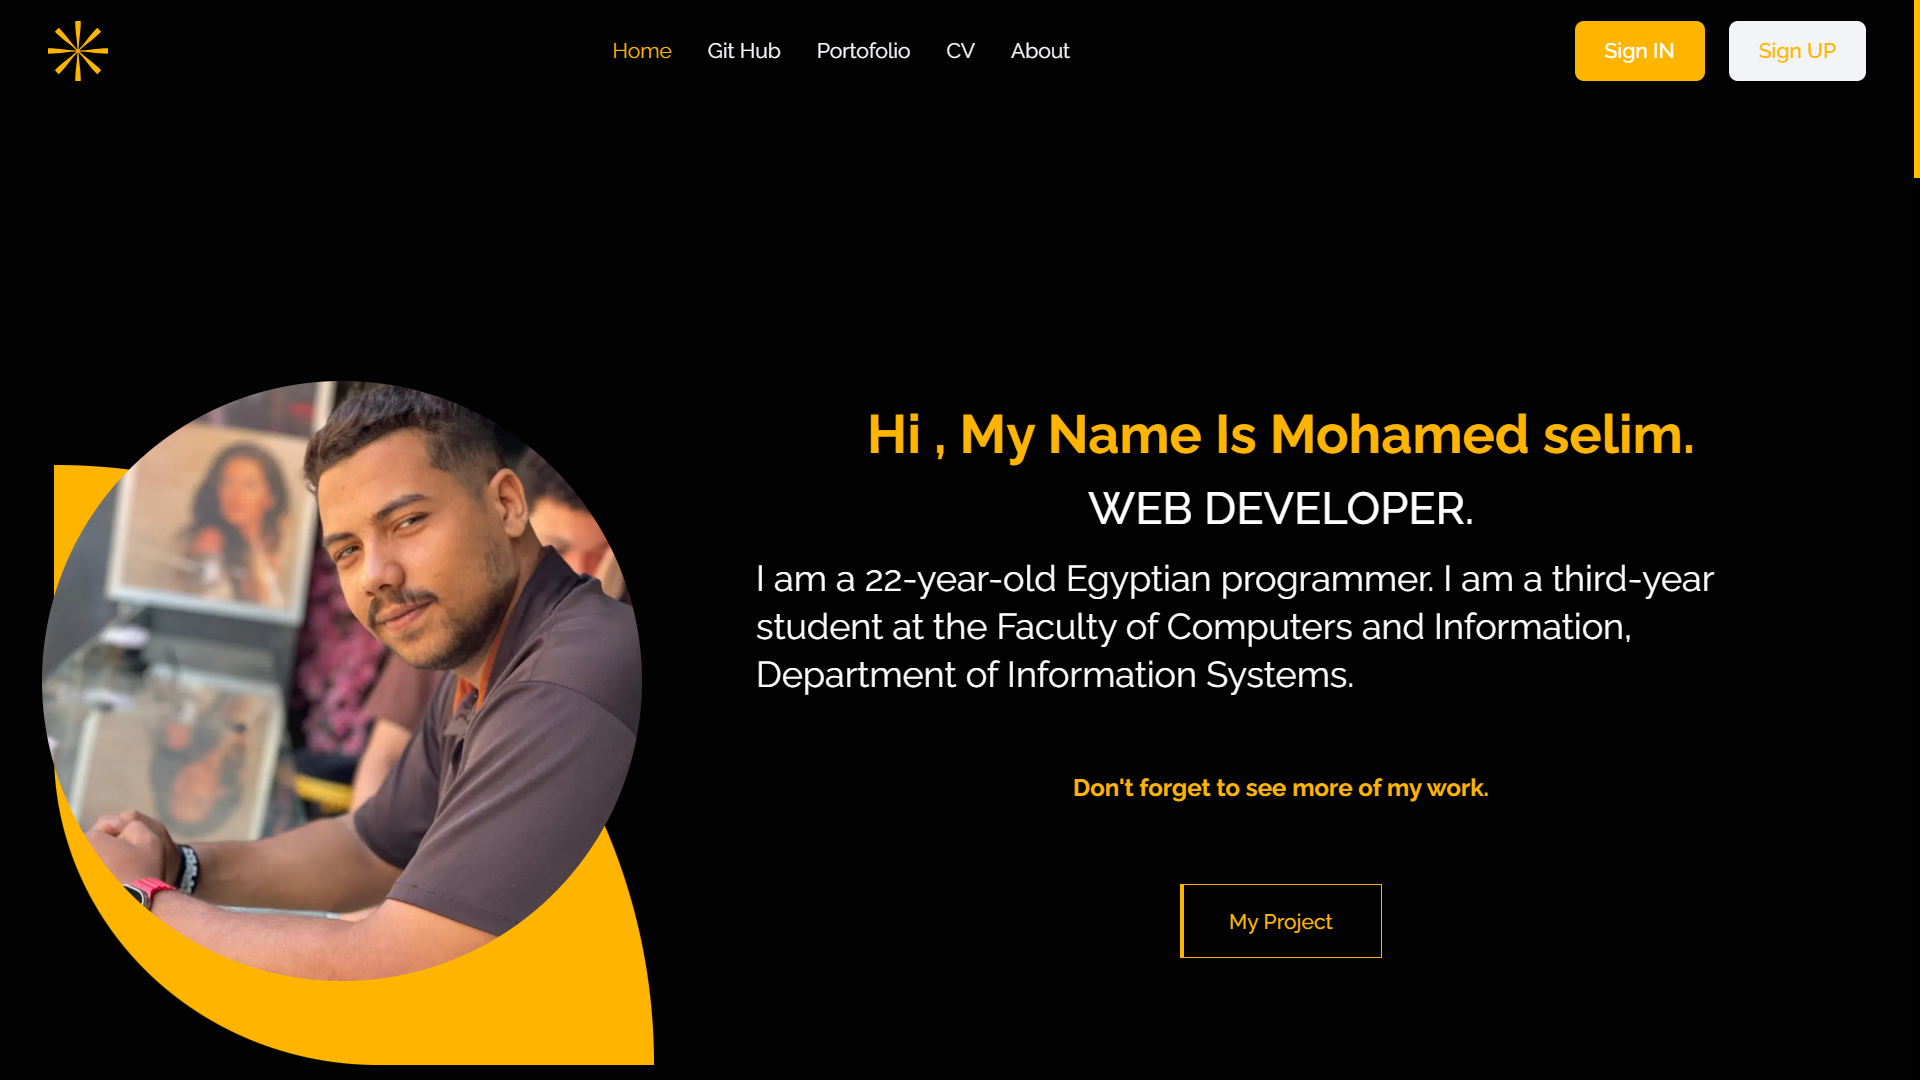 Home
Git Hub
Portofolio
CV
About
Sign IN
Sign UP
Hi , My Name Is Mohamed selim.
WEB DEVELOPER.
I am a 22-year-old Egyptian programmer. I am a third-year
student at the Faculty of Computers and Information,
Department of Information Systems.
Don't forget to see more of my work.
My Project